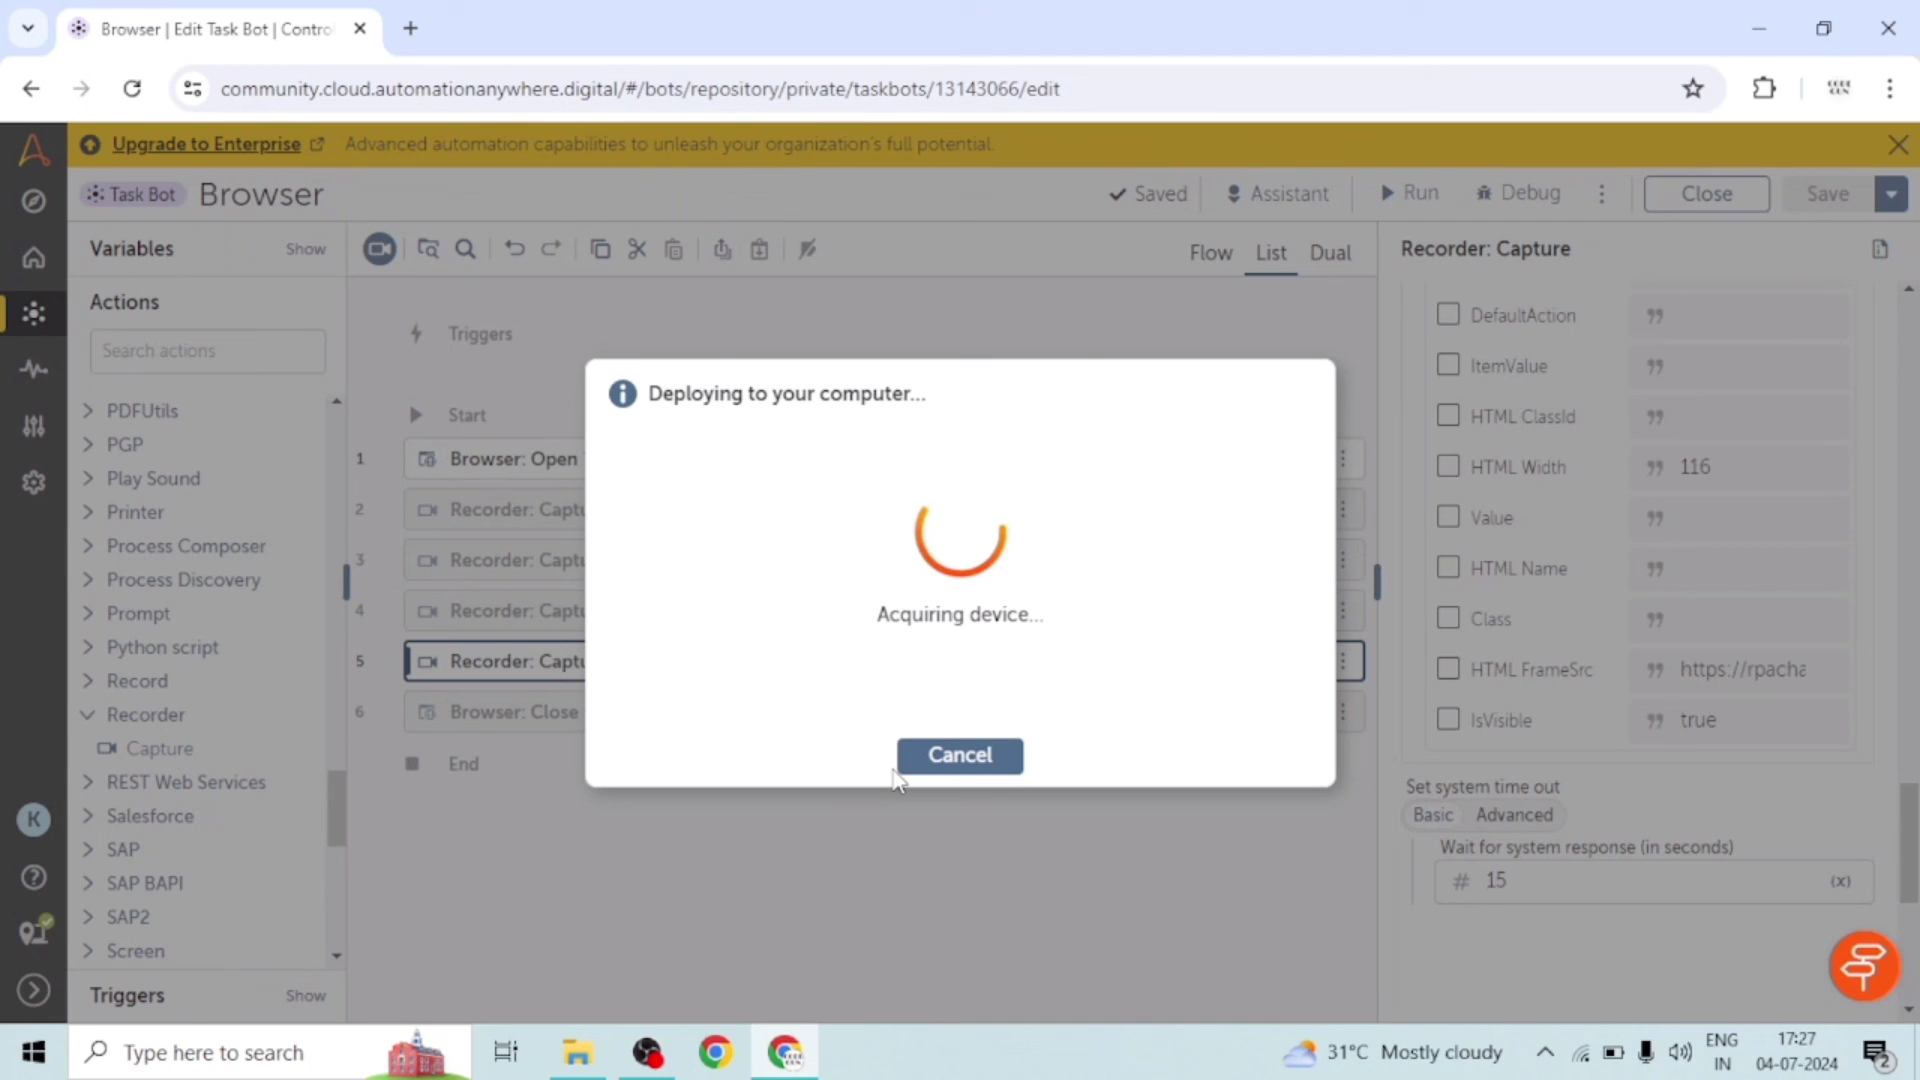 Browser | Edit Task Bot | Contro
community.cloud.automationanywhere.digital/#/bots/repository/private/taskbots/13143066/edit
Upgrade to Enterprise Advanced automation capabilities to unleash your organization's full potential.
Task Bot Browser Saved Assistant Run Debug Close Save
Variables Show
Flow List Dual
Recorder: Capture
Actions
Search actions
PDFUtils
PGP
Play Sound
Printer
Process Composer
Process Discovery
Prompt
Python script
Record
Recorder
Capture
REST Web Services
Salesforce
SAP
SAP BAPI
SAP2
Screen
Triggers Show
K
Triggers
Start
1 Browser: Open
2 Recorder: Captu
3 Recorder: Captu
4 Recorder: Captu
5 Recorder: Captu
6 Browser: Close
End
Deploying to your computer...
Acquiring device...
Cancel
DefaultAction
ItemValue
HTML ClassId
HTML Width 116
Value
HTML Name
Class
HTML FrameSrc https://rpacha
IsVisible true
Set system time out
Basic Advanced
Wait for system response (in seconds)
# 15 (x)
Type here to search
31°C Mostly cloudy
ENG
IN
17:27
04-07-2024
2